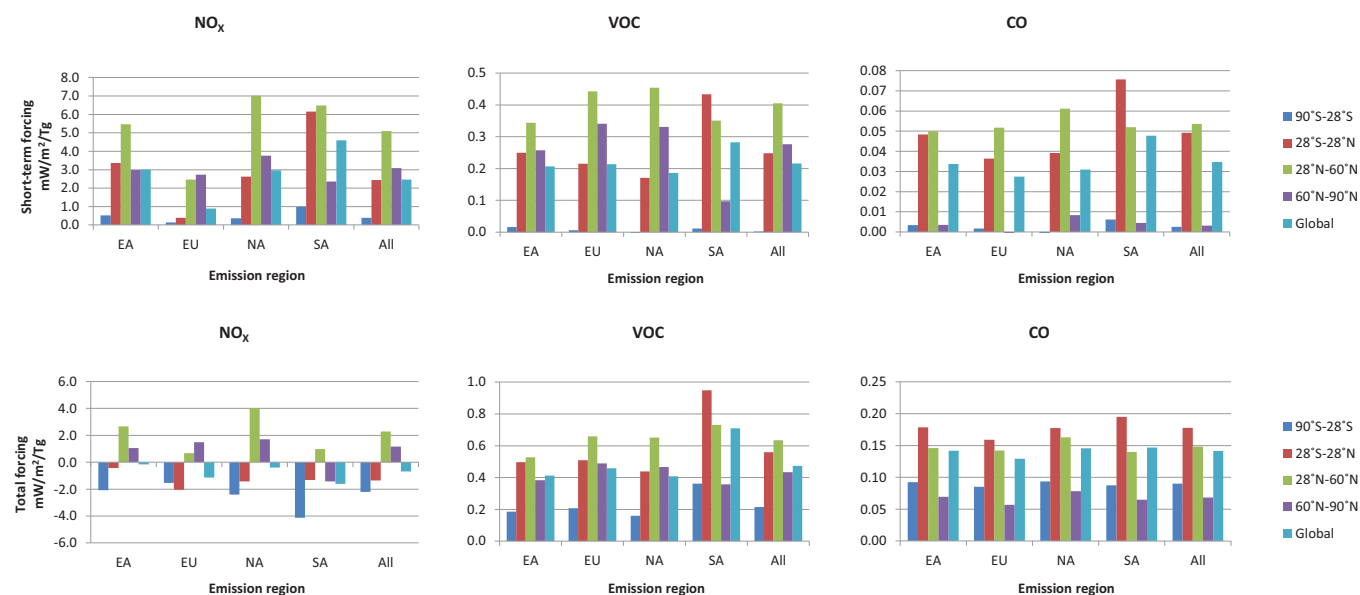 NOX
VOC
CO
Short-term forcing
mW/m²/Tg
8.0
7.0
6.0
5.0
4.0
3.0
2.0
1.0
0.0
EA
EU
NA
SA
All
Emission region
0.5
0.4
0.3
0.2
0.1
0.0
EA
EU
NA
SA
All
Emission region
0.08
0.07
0.06
0.05
0.04
0.03
0.02
0.01
0.00
EA
EU
NA
SA
All
Emission region
90˚S-28˚S
28˚S-28˚N
28˚N-60˚N
60˚N-90˚N
Global
NOX
VOC
CO
Total forcing
mW/m²/Tg
6.0
4.0
2.0
0.0
-2.0
-4.0
-6.0
EA
EU
NA
SA
All
Emission region
1.0
0.8
0.6
0.4
0.2
0.0
EA
EU
NA
SA
All
Emission region
0.25
0.20
0.15
0.10
0.05
0.00
EA
EU
NA
SA
All
Emission region
90˚S-28˚S
28˚S-28˚N
28˚N-60˚N
60˚N-90˚N
Global